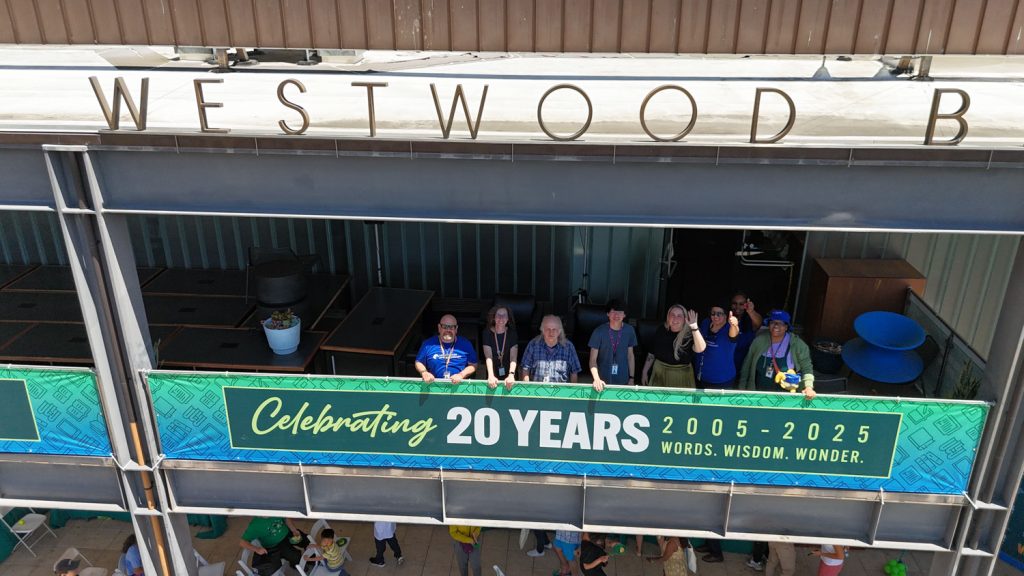 WESTWOOD B
Celebrating 20 YEARS
2005-2025
WORDS. WISDOM. WONDER.